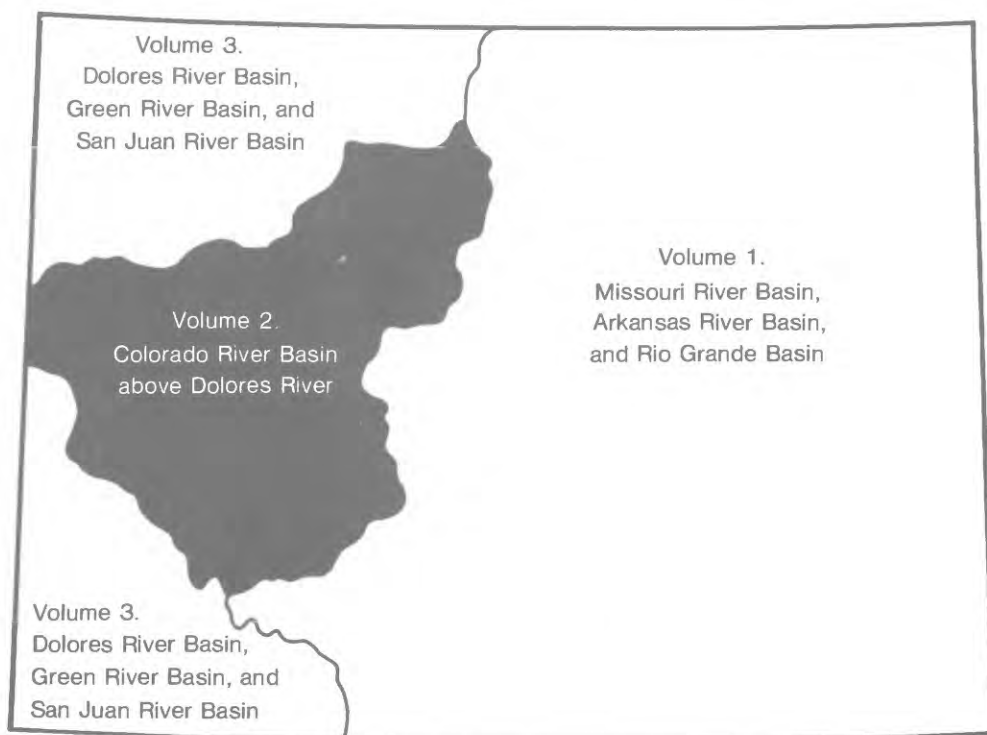 Volume 3.
Dolores River Basin,
Green River Basin, and
San Juan River Basin
Volume 1.
Missouri River Basin,
Arkansas River Basin,
and Rio Grande Basin
Volume 2.
Colorado River Basin
above Dolores River
Volume 3.
Dolores River Basin,
Green River Basin, and
San Juan River Basin